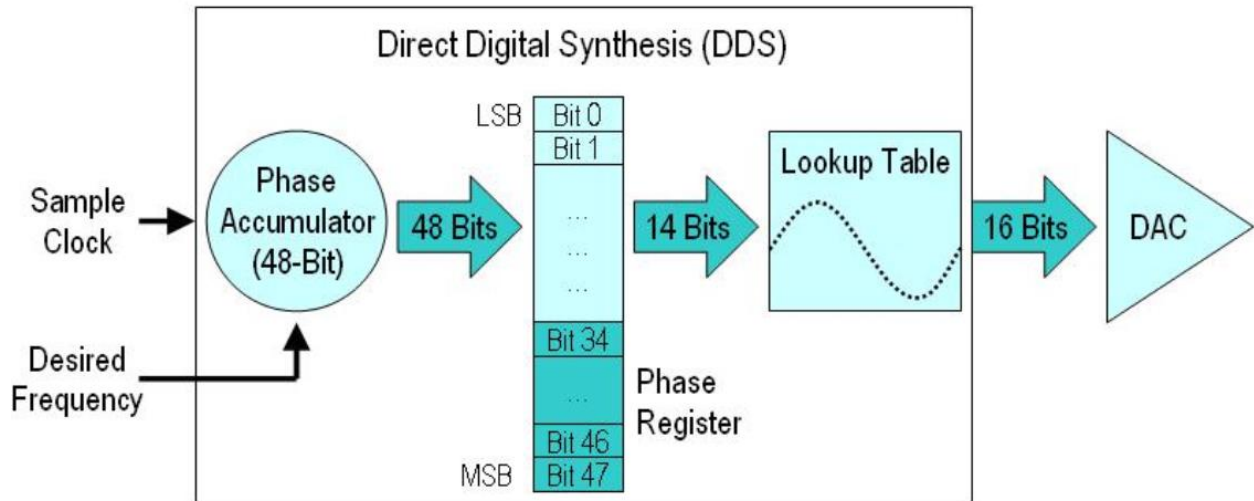 Direct Digital Synthesis (DDS)
Sample
Clock
Desired
Frequency
Phase
Accumulator
(48-Bit)
48 Bits
LSB
Bit 0
Bit 1
...
...
...
Bit 34
...
Bit 46
MSB
Bit 47
Phase
Register
14 Bits
Lookup Table
16 Bits
DAC